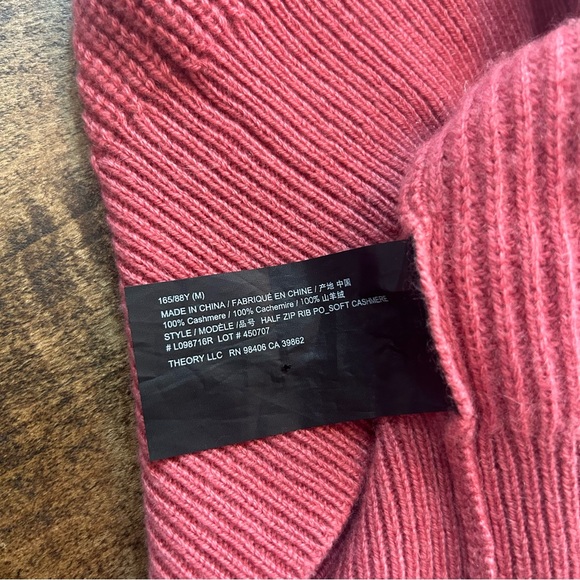 165/88Y (M)
MADE IN CHINA / FABRIQUÉ EN CHINE / 产地 中国
100% Cashmere / 100% Cachemire / 100% 山羊绒
STYLE / MODÈLE /品号 HALF ZIP RIB PO_SOFT CASHMERE
# L098716R LOT # 450707
THEORY LLC RN 98406 CA 39862